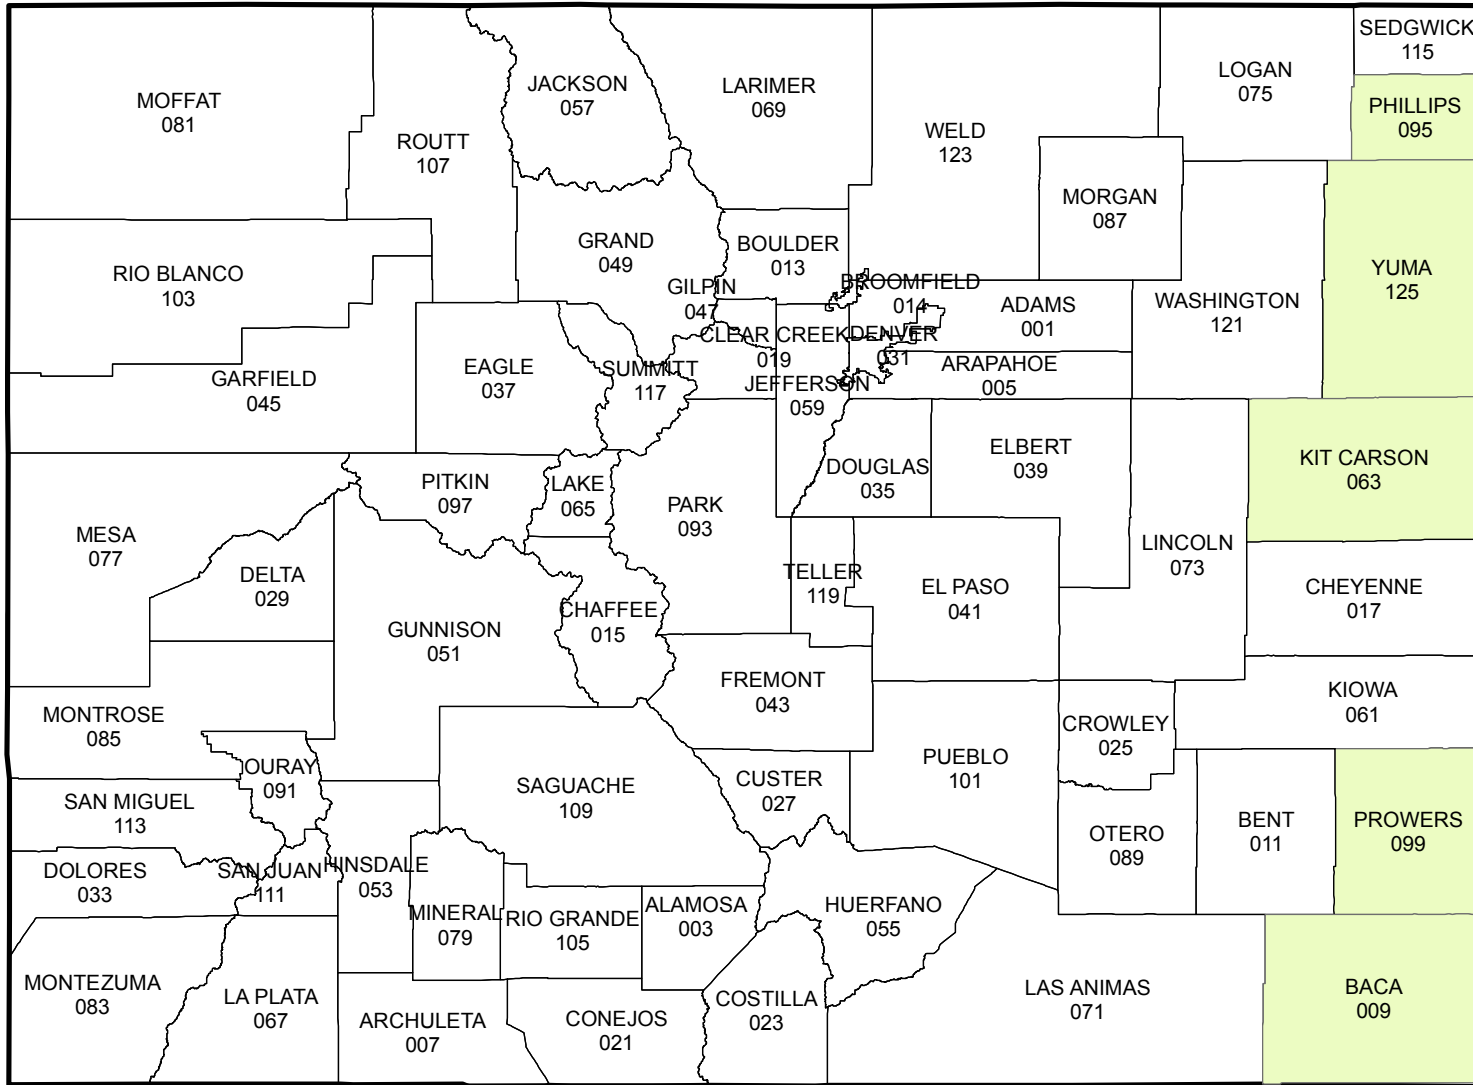 SEDGWICK
115
JACKSON
057
LARIMER
069
LOGAN
075
MOFFAT
081
PHILLIPS
095
ROUTT
107
WELD
123
MORGAN
087
GRAND
049
BOULDER
013
RIO BLANCO
103
YUMA
125
GILPIN
047
BROOMFIELD
014
ADAMS
001
WASHINGTON
121
CLEAR CREEK
019
DENVER
031
EAGLE
037
SUMMITT
117
ARAPAHOE
005
GARFIELD
045
JEFFERSON
059
ELBERT
039
KIT CARSON
063
DOUGLAS
035
PITKIN
097
LAKE
065
PARK
093
MESA
077
LINCOLN
073
DELTA
029
TELLER
119
EL PASO
041
CHEYENNE
017
CHAFFEE
015
GUNNISON
051
FREMONT
043
KIOWA
061
MONTROSE
085
CROWLEY
025
OURAY
091
PUEBLO
101
CUSTER
027
SAGUACHE
109
SAN MIGUEL
113
BENT
011
PROWERS
099
OTERO
089
DOLORES
033
SAN JUAN
111
HINSDALE
053
MINERAL
079
RIO GRANDE
105
ALAMOSA
003
HUERFANO
055
MONTEZUMA
083
LA PLATA
067
COSTILLA
023
LAS ANIMAS
071
BACA
009
ARCHULETA
007
CONEJOS
021